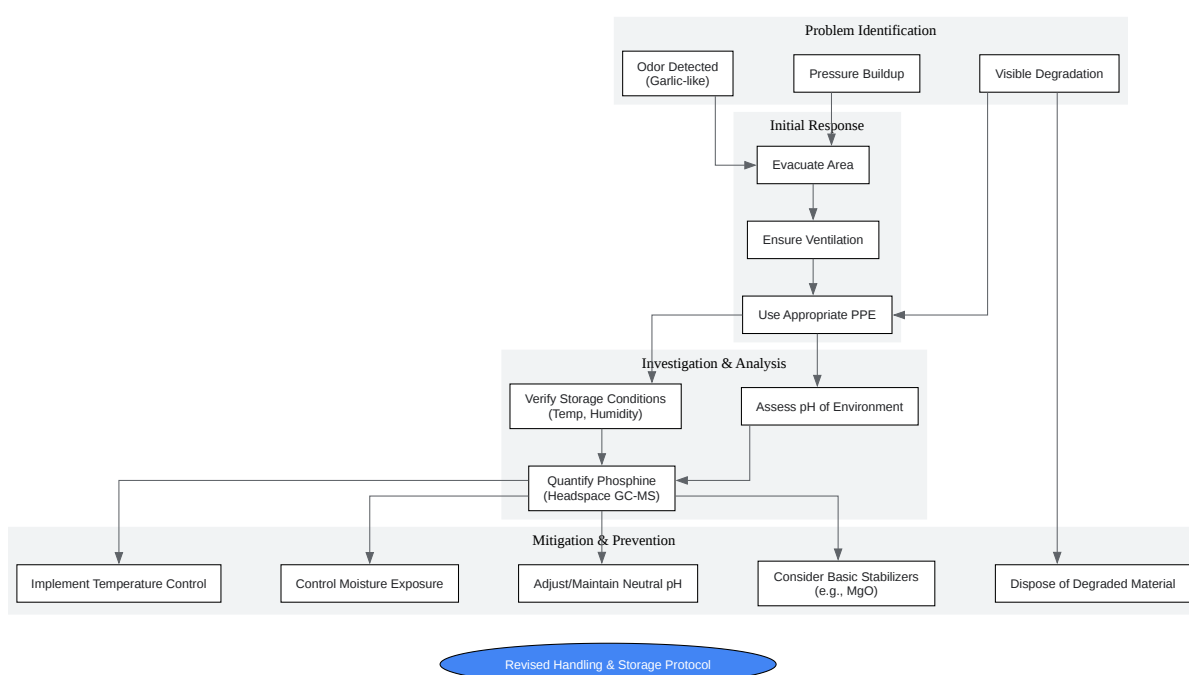 Problem Identification
Odor Detected
(Garlic-like)
Pressure Buildup
Visible Degradation
Initial Response
Evacuate Area
Ensure Ventilation
Use Appropriate PPE
Investigation & Analysis
Verify Storage Conditions
(Temp, Humidity)
Assess pH of Environment
Quantify Phosphine
(Headspace GC-MS)
Mitigation & Prevention
Implement Temperature Control
Control Moisture Exposure
Adjust/Maintain Neutral pH
Consider Basic Stabilizers
(e.g., MgO)
Dispose of Degraded Material
Revised Handling & Storage Protocol